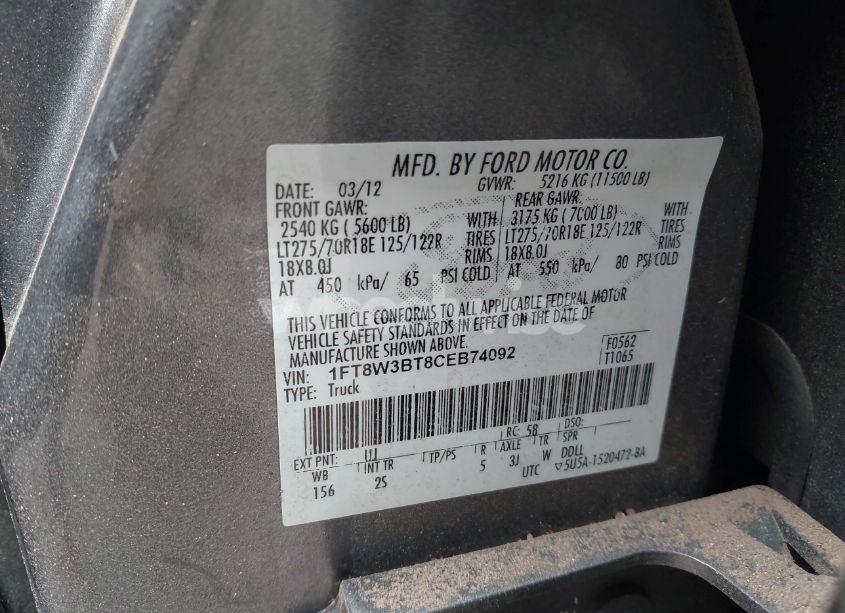 MFD. BY FORD MOTOR CO.
DATE: 03/12 GVWR: 5216 KG (11500 LB)
FRONT GAWR: REAR GAWR:
2540 KG ( 5600 LB) WITH 3175 KG ( 7000 LB) WITH
LT275/70R18E 125/122R TIRES LT275/70R18E 125/122R TIRES
18X8.0J RIMS 18X8.0J RIMS
AT 450 kPa/ 65 PSI COLD AT 550 kPa/ 80 PSI COLD
THIS VEHICLE CONFORMS TO ALL APPLICABLE FEDERAL MOTOR
VEHICLE SAFETY STANDARDS IN EFFECT ON THE DATE OF
MANUFACTURE SHOWN ABOVE.
VIN: 1FT8W3BT8CEB74092 F0562
TYPE: Truck T1065
EXT PNT: UJ RC: 58 DSO:
WB INT TR TP/PS R AXLE TR SPR
156 2S 5 3J W DDLL
UTC ▽5U5A-1520472-BA